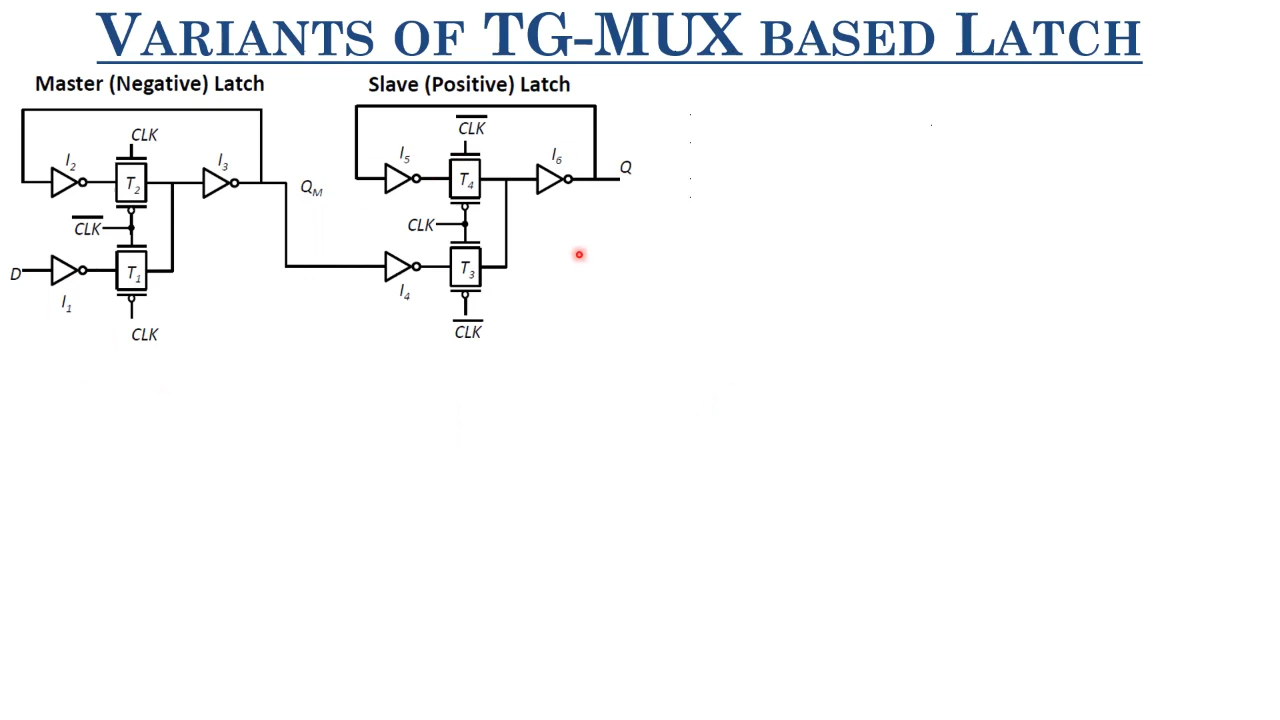 VARIANTS OF TG-MUX BASED LATCH
Master (Negative) Latch
Slave (Positive) Latch
CLK
I2
T2
I3
QM
CLK
D
I1
T1
CLK
CLK
I5
T4
I6
Q
CLK
I4
T3
CLK